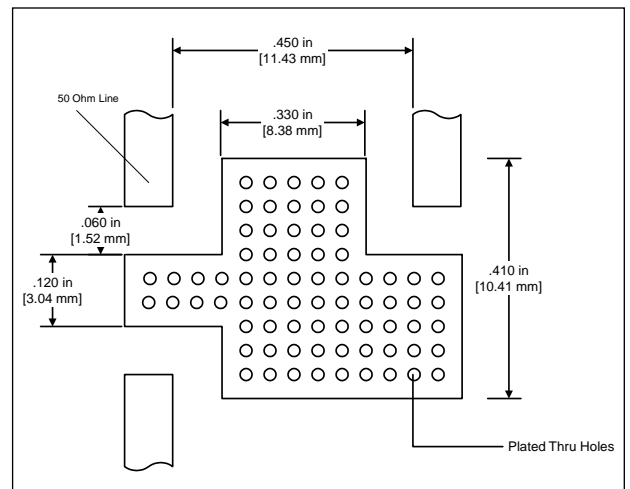 .450 in
[11.43 mm]
.330 in
[8.38 mm]
50 Ohm Line
.060 in
[1.52 mm]
.120 in
[3.04 mm]
.410 in
[10.41 mm]
Plated Thru Holes